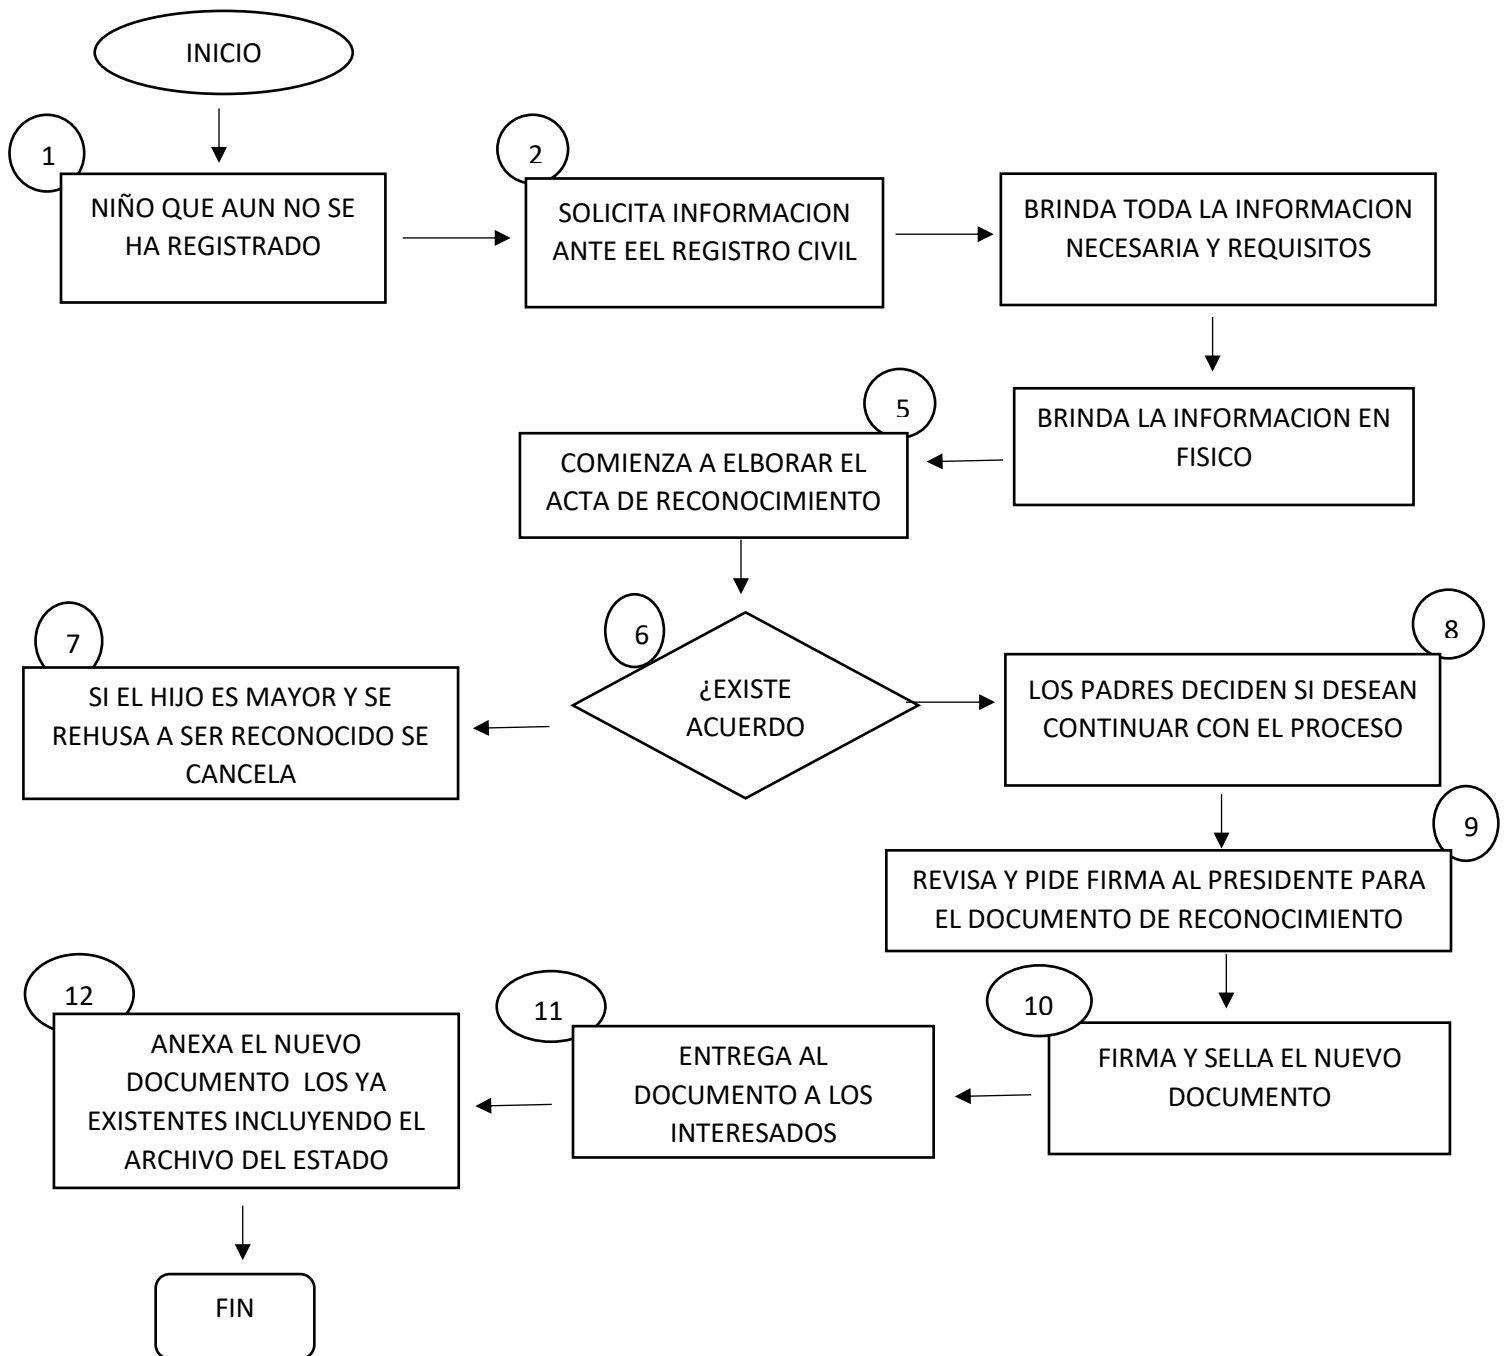 INICIO
1
NIÑO QUE AUN NO SE
HA REGISTRADO
2
SOLICITA INFORMACION
ANTE EEL REGISTRO CIVIL
BRINDA TODA LA INFORMACION
NECESARIA Y REQUISITOS
BRINDA LA INFORMACION EN
FISICO
5
COMIENZA A ELBORAR EL
ACTA DE RECONOCIMIENTO
6
¿EXISTE
ACUERDO
7
SI EL HIJO ES MAYOR Y SE
REHUSA A SER RECONOCIDO SE
CANCELA
8
LOS PADRES DECIDEN SI DESEAN
CONTINUAR CON EL PROCESO
9
REVISA Y PIDE FIRMA AL PRESIDENTE PARA
EL DOCUMENTO DE RECONOCIMIENTO
10
FIRMA Y SELLA EL NUEVO
DOCUMENTO
11
ENTREGA AL
DOCUMENTO A LOS
INTERESADOS
12
ANEXA EL NUEVO
DOCUMENTO  LOS YA
EXISTENTES INCLUYENDO EL
ARCHIVO DEL ESTADO
FIN